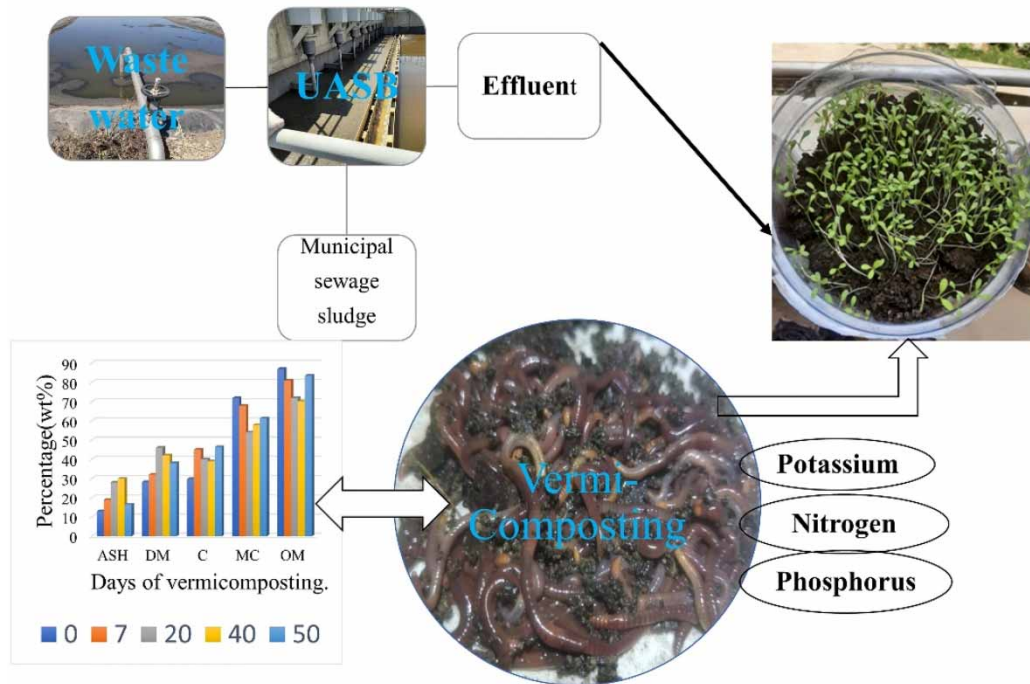 Waste
water
UASB
Effluent
Municipal
sewage
sludge
Percentage(wt%)
90
80
70
60
50
40
30
20
10
0
ASH DM C MC OM
Days of vermicomposting.
0 7 20 40 50
Vermi-
Composting
Potassium
Nitrogen
Phosphorus